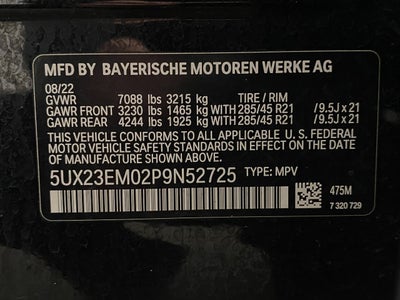 MFD BY BAYERISCHE MOTOREN WERKE AG
08/22
GVWR 7088 lbs 3215 kg TIRE / RIM
GAWR FRONT 3230 lbs 1465 kg WITH 285/45 R21 /9.5J x 21
GAWR REAR 4244 lbs 1925 kg WITH 285/45 R21 /9.5J x 21
THIS VEHICLE CONFORMS TO ALL APPLICABLE U. S. FEDERAL
MOTOR VEHICLE SAFETY STANDARDS IN EFFECT ON THE
DATE OF MANUFACTURE SHOWN ABOVE.
5UX23EM02P9N52725 TYPE: MPV
475M
7 320 729